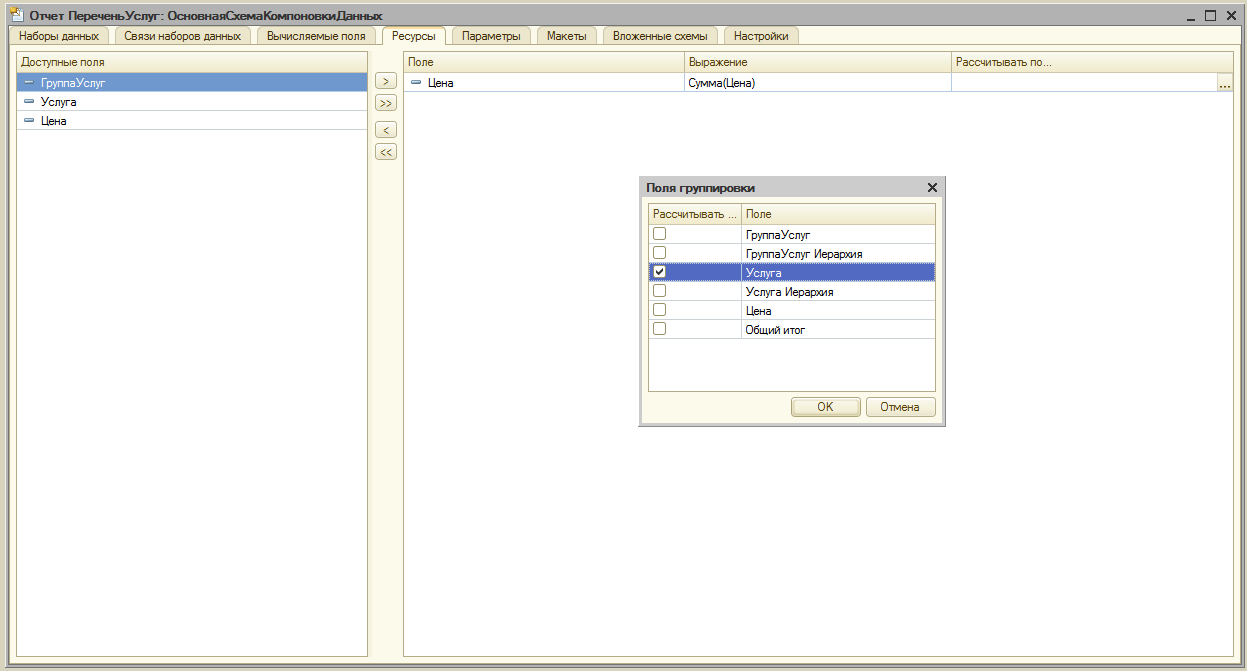 Отчет ПереченьУслуг: ОсновнаяСхемаКомпоновкиДанных
Наборы данных Связи наборов данных Вычисляемые поля Ресурсы Параметры Макеты Вложенные схемы Настройки
Доступные поля
ГруппаУслуг
Услуга
Цена
>
>>
<
<<
Поле Выражение Рассчитывать по...
Цена Сумма(Цена) ...
Поля группировки
Рассчитывать ... Поле
ГруппаУслуг
ГруппаУслуг Иерархия
Услуга
Услуга Иерархия
Цена
Общий итог
OK Отмена